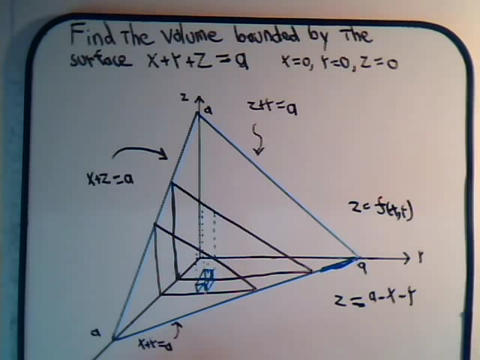 Find The Volume bounded by The
surface x+y+z=a x=0, y=0, z=0
z
a
z+y=a
x+z=a
z=f(x,y)
y
a
z=a-x-y
a
x+y=a